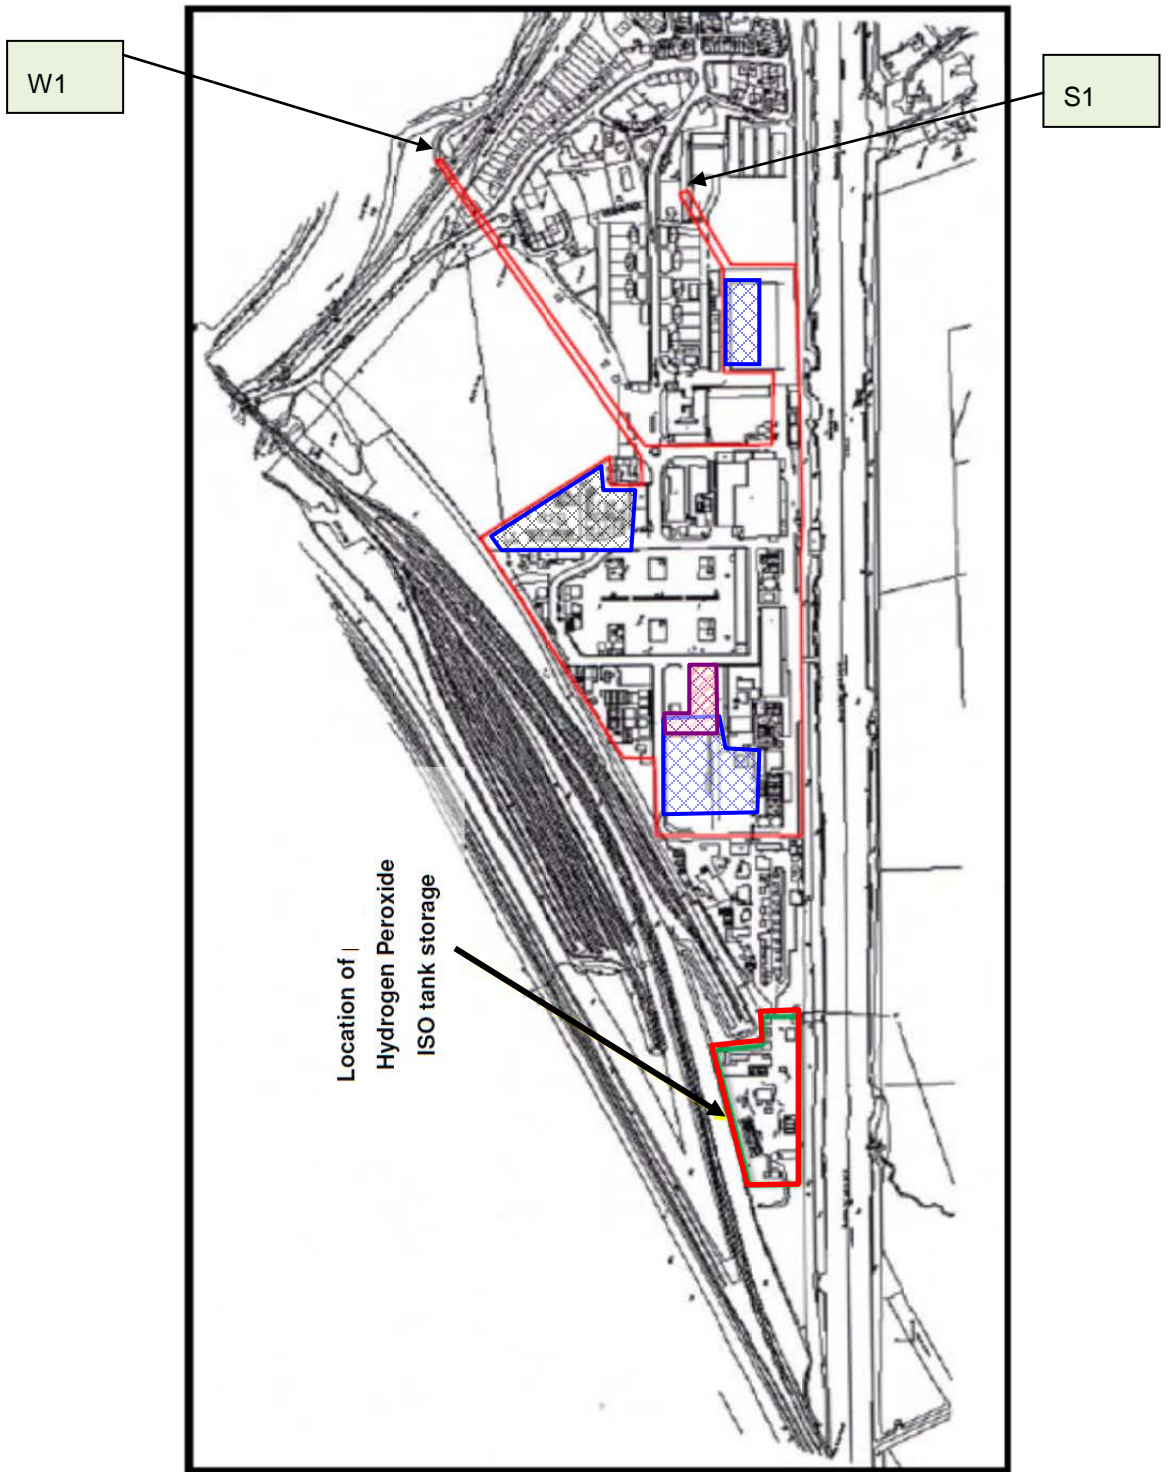 W1
S1
Location of |
Hydrogen Peroxide
ISO tank storage